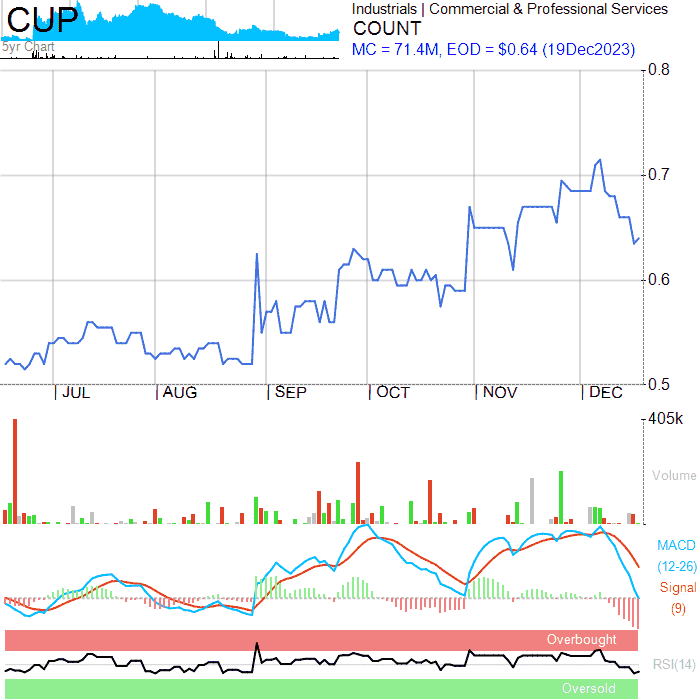 CUP
5yr Chart
Industrials | Commercial & Professional Services
COUNT
MC = 71.4M, EOD = $0.64 (19Dec2023)
0.8
0.7
0.6
0.5
JUL AUG SEP OCT NOV DEC
405k
Volume
MACD
(12-26)
Signal
(9)
Overbought
RSI(14)
Oversold